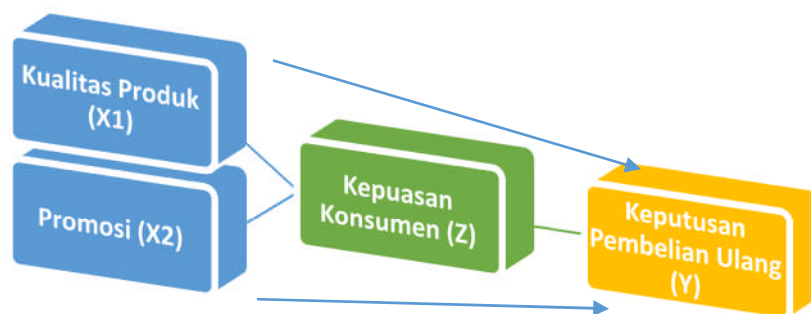 Kualitas Produk
(X1)
Promosi (X2)
Kepuasan
Konsumen (Z)
Keputusan
Pembelian Ulang
(Y)